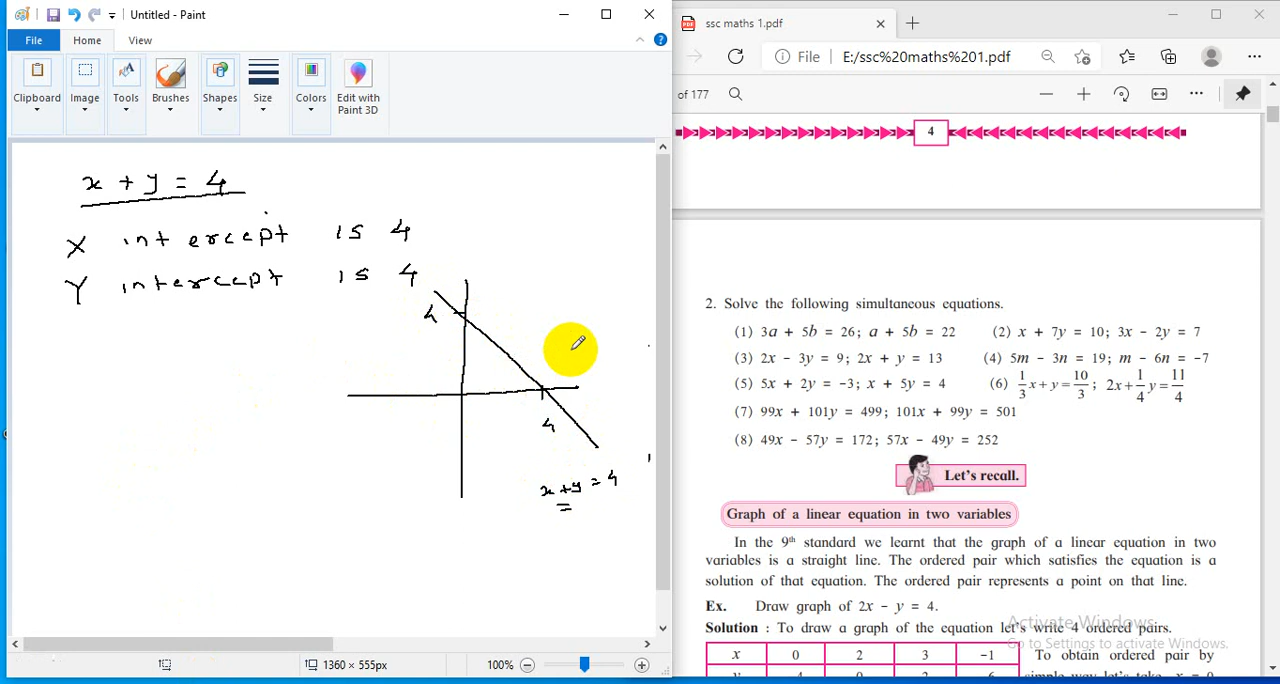 Untitled - Paint
File Home View
Clipboard Image Tools Brushes Shapes Size Colors Edit with Paint 3D
x + y = 4
X intercept is 4
Y intercept is 4
4
4
x + y = 4
1360 × 555px 100%
ssc maths 1.pdf
File | E:/ssc%20maths%201.pdf
of 177
4
2. Solve the following simultaneous equations.
(1) 3a + 5b = 26; a + 5b = 22 (2) x + 7y = 10; 3x - 2y = 7
(3) 2x - 3y = 9; 2x + y = 13 (4) 5m - 3n = 19; m - 6n = -7
(5) 5x + 2y = -3; x + 5y = 4 (6) 1/3 x + y = 10/3; 2x + 1/4 y = 11/4
(7) 99x + 101y = 499; 101x + 99y = 501
(8) 49x - 57y = 172; 57x - 49y = 252
Let's recall.
Graph of a linear equation in two variables
In the 9th standard we learnt that the graph of a linear equation in two
variables is a straight line. The ordered pair which satisfies the equation is a
solution of that equation. The ordered pair represents a point on that line.
Ex. Draw graph of 2x - y = 4.
Solution : To draw a graph of the equation let's write 4 ordered pairs.
x 0 2 3 -1 To obtain ordered pair by
Activate Windows
Go to Settings to activate Windows.